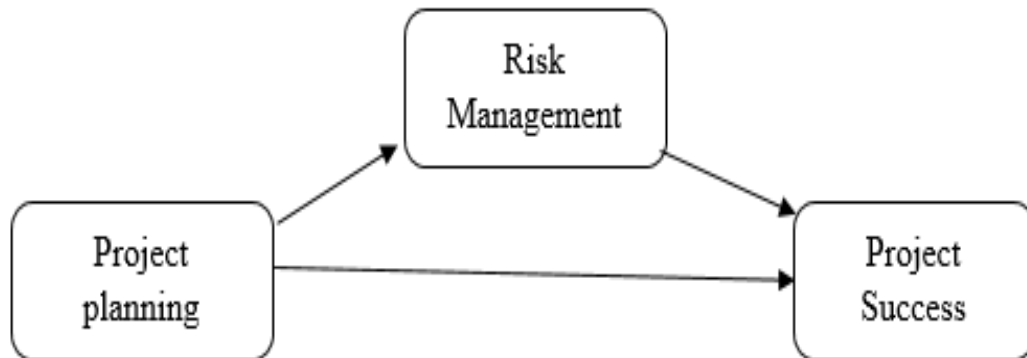 Risk
Management
Project
planning
Project
Success